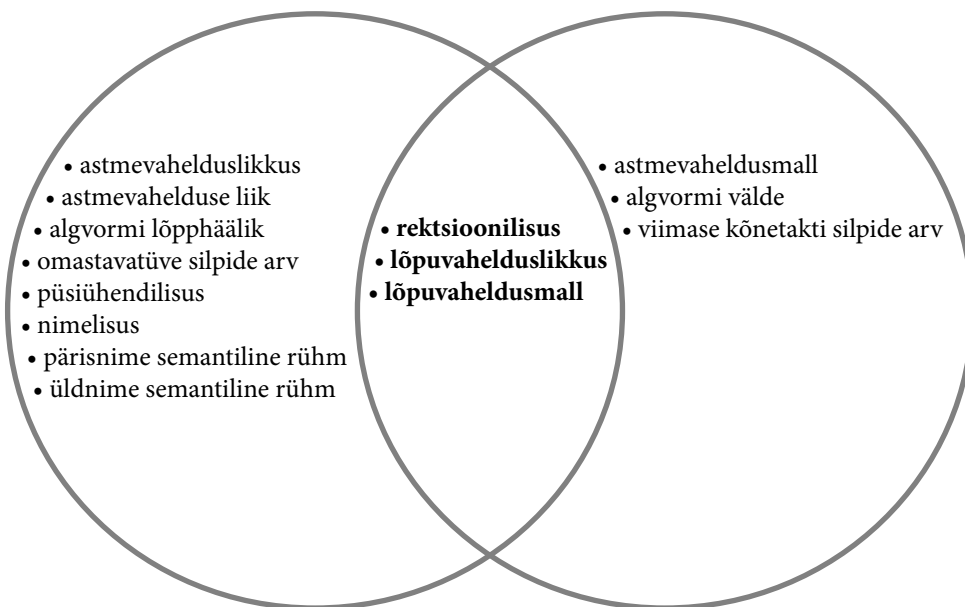 • astmevahelduslikkus
• astmevahelduse liik
• algvormi lõpphäälik
• omastavatüve silpide arv
• püsiühendilisus
• nimelisus
• pärisnime semantiline rühm
• üldnime semantiline rühm
• rektsioonilisus
• lõpuvahelduslikkus
• lõpuvaheldusmall
• astmevaheldusmall
• algvormi välde
• viimase kõnetakti silpide arv